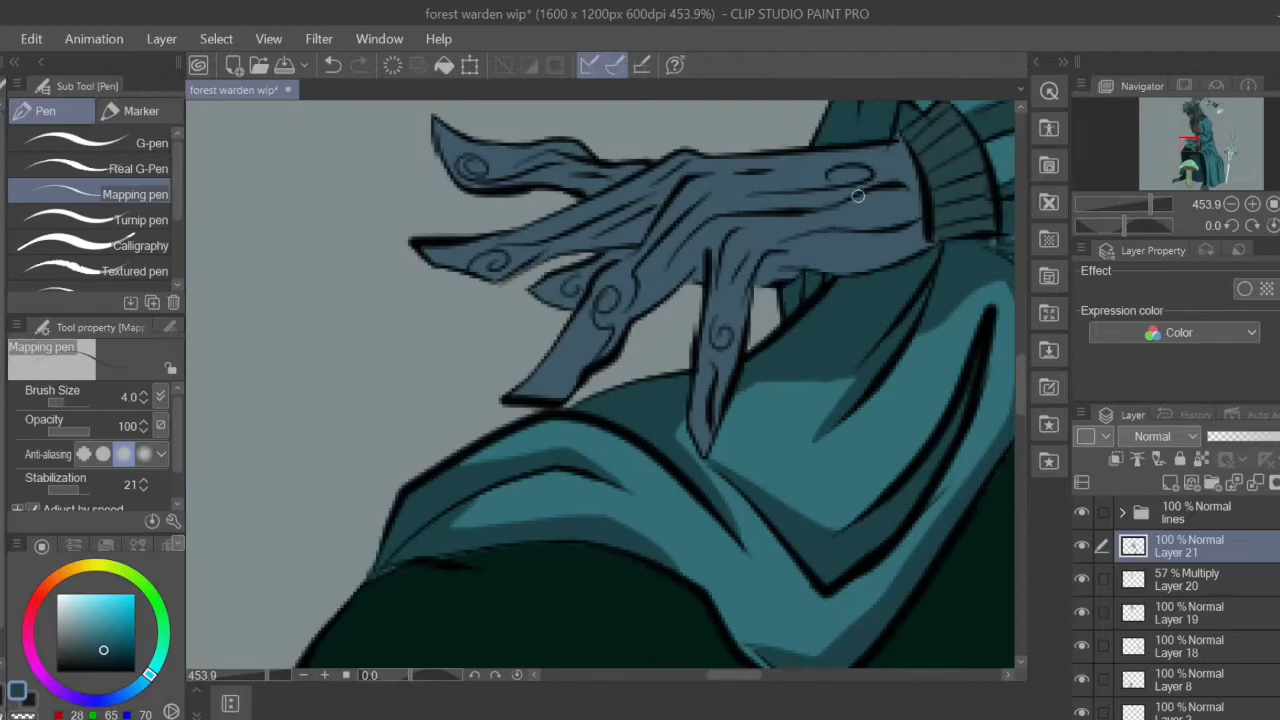 forest warden wip* (1600 x 1200px 600dpi 453.9%) - CLIP STUDIO PAINT PRO
Edit Animation Layer Select View Filter Window Help
Sub Tool [Pen]
forest warden wip*
Navigator
Pen Marker
G-pen
Real G-Pen
Mapping pen
Turnip pen
Calligraphy
Textured pen
453.9
0.0
Layer Property
Effect
Expression color
Color
Tool property [Mapp
Mapping pen
Brush Size 4.0
Opacity 100
Anti-aliasing
Stabilization 21
Adjust by speed
Layer History Auto
Normal
100 % Normal
lines
100 % Normal
Layer 21
57 % Multiply
Layer 20
100 % Normal
Layer 19
100 % Normal
Layer 18
100 % Normal
Layer 8
100 % Normal
453.9 0.0
28 65 70